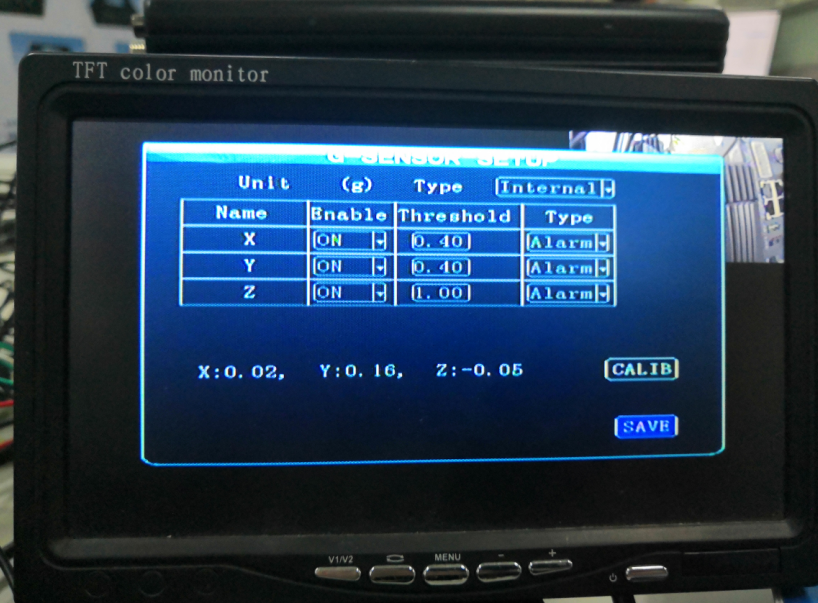 TFT color monitor
G-SENSOR SETUP
Unit (g) Type Internal
Name Enable Threshold Type
X ON 0.40 Alarm
Y ON 0.40 Alarm
Z ON 1.00 Alarm
X:0.02, Y:0.16, Z:-0.05 CALIB
SAVE
V1/V2 MENU - +